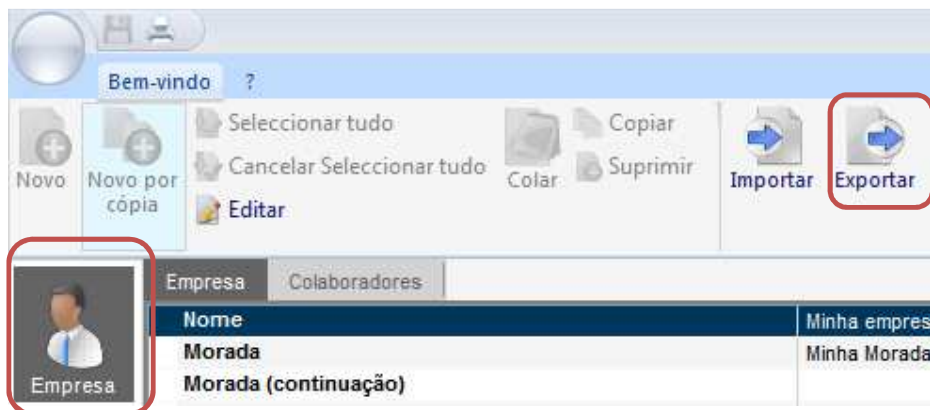 Bem-vindo ?
Novo
Novo por
cópia
Seleccionar tudo
Cancelar Seleccionar tudo
Editar
Colar
Copiar
Suprimir
Importar
Exportar
Empresa
Empresa Colaboradores
Nome Minha empres
Morada Minha Morada
Morada (continuação)